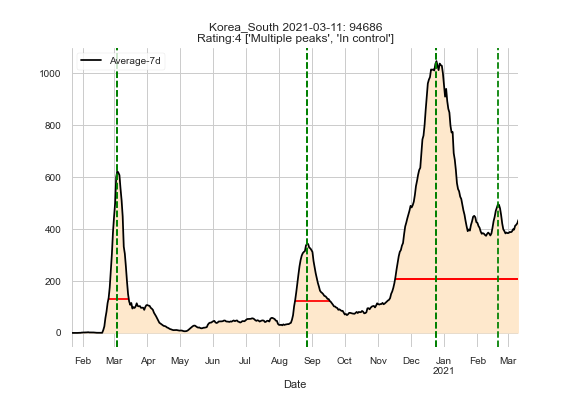 Korea_South 2021-03-11: 94686
Rating:4 ['Multiple peaks', 'In control']
Average-7d
1000
800
600
400
200
0
Feb Mar Apr May Jun Jul Aug Sep Oct Nov Dec Jan Feb Mar
2021
Date